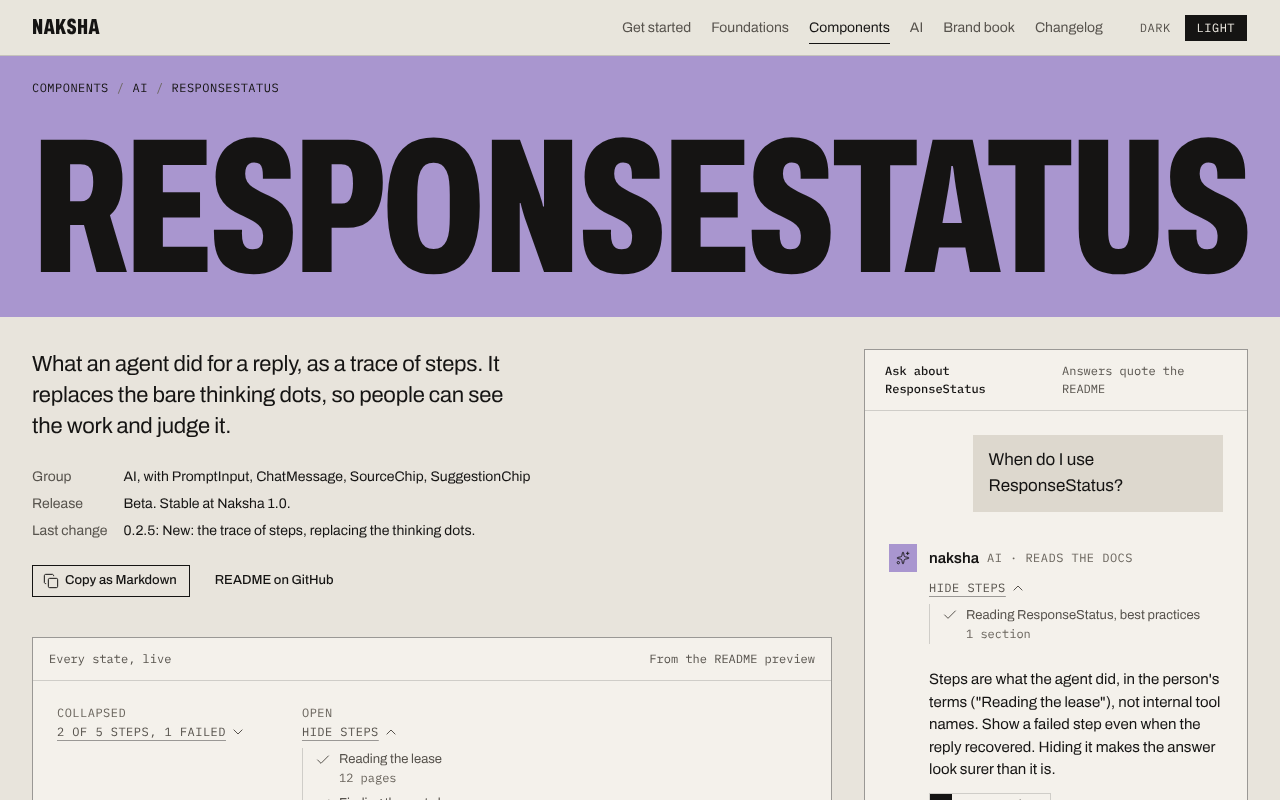 NAKSHA
Get started
Foundations
Components
AI
Brand book
Changelog
DARK
LIGHT
COMPONENTS / AI / RESPONSESTATUS
RESPONSESTATUS
What an agent did for a reply, as a trace of steps. It
replaces the bare thinking dots, so people can see
the work and judge it.
Group AI, with PromptInput, ChatMessage, SourceChip, SuggestionChip
Release Beta. Stable at Naksha 1.0.
Last change 0.2.5: New: the trace of steps, replacing the thinking dots.
Copy as Markdown
README on GitHub
Every state, live
From the README preview
COLLAPSED
2 OF 5 STEPS, 1 FAILED
OPEN
HIDE STEPS
Reading the lease
12 pages
Ask about
ResponseStatus
Answers quote the
README
When do I use
ResponseStatus?
naksha AI · READS THE DOCS
HIDE STEPS
Reading ResponseStatus, best practices
1 section
Steps are what the agent did, in the person's
terms ("Reading the lease"), not internal tool
names. Show a failed step even when the
reply recovered. Hiding it makes the answer
look surer than it is.